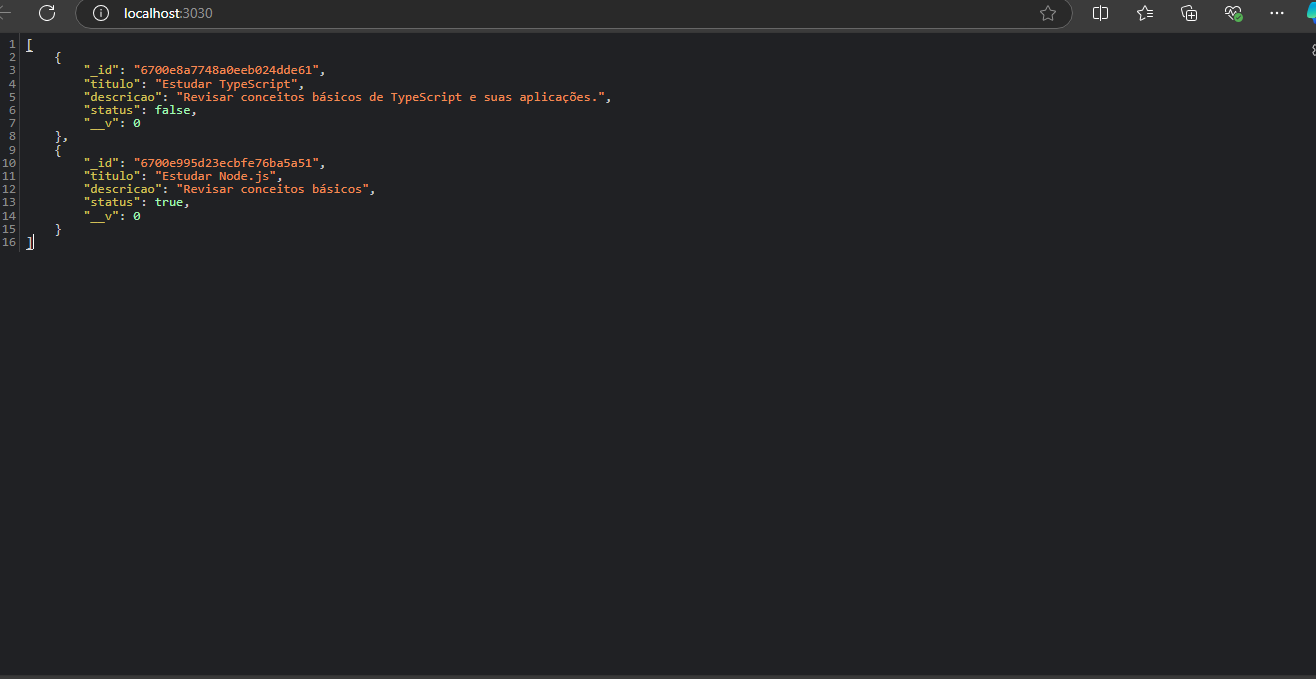 localhost:3030
1 [
2     {
3         "_id": "6700e8a7748a0eeb024dde61",
4         "titulo": "Estudar TypeScript",
5         "descricao": "Revisar conceitos básicos de TypeScript e suas aplicações.",
6         "status": false,
7         "__v": 0
8     },
9     {
10         "_id": "6700e995d23ecbfe76ba5a51",
11         "titulo": "Estudar Node.js",
12         "descricao": "Revisar conceitos básicos",
13         "status": true,
14         "__v": 0
15     }
16 ]